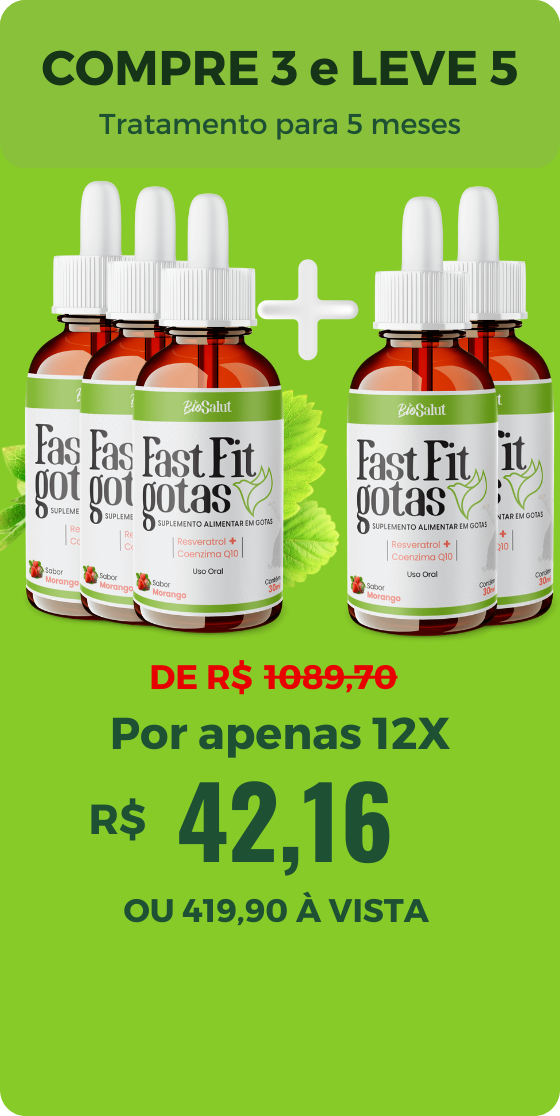 COMPRE 3 e LEVE 5
Tratamento para 5 meses
BioSalut
Fast Fit
gotas
SUPLEMENTO ALIMENTAR EM GOTAS
Resveratrol +
Coenzima Q10
Uso Oral
Sabor
Morango
Contém
30ml
BioSalut
Fast Fit
gotas
SUPLEMENTO ALIMENTAR EM GOTAS
Resveratrol +
Coenzima Q10
Uso Oral
Sabor
Morango
DE R$ 1089,70
Por apenas 12X
R$ 42,16
OU 419,90 À VISTA